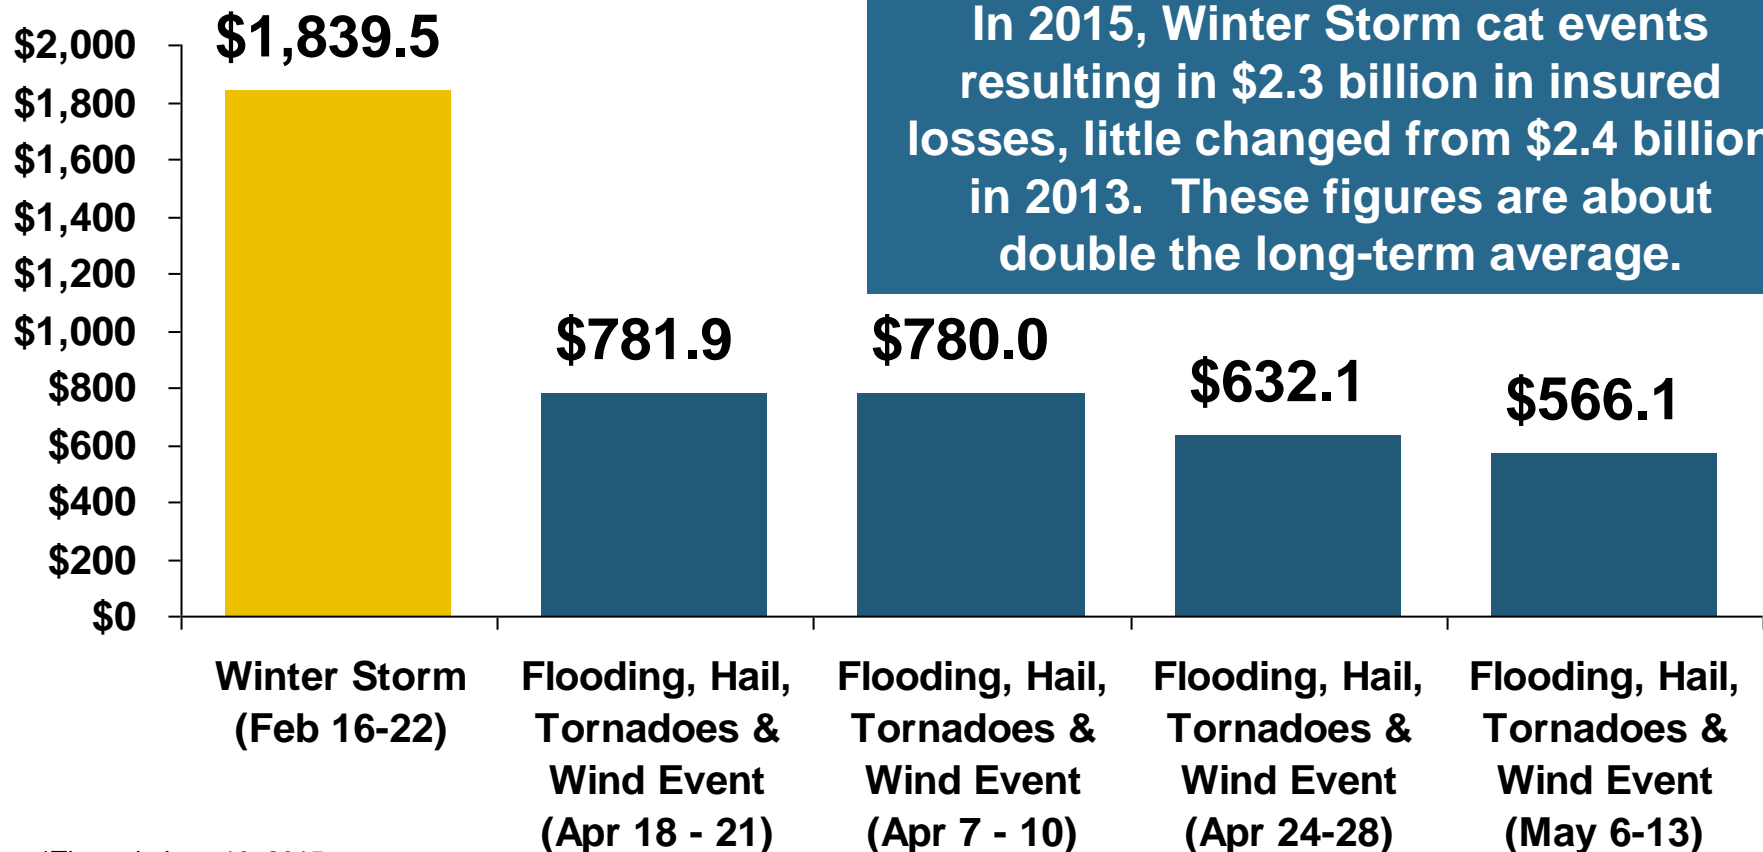 In 2015, Winter Storm cat events
resulting in $2.3 billion in insured
losses, little changed from $2.4 billion
in 2013.  These figures are about
double the long-term average.
$2,000
$1,800
$1,600
$1,400
$1,200
$1,000
$800
$600
$400
$200
$0
$1,839.5
$781.9
$780.0
$632.1
$566.1
Winter Storm
(Feb 16-22)
Flooding, Hail,
Tornadoes &
Wind Event
(Apr 18 - 21)
Flooding, Hail,
Tornadoes &
Wind Event
(Apr 7 - 10)
Flooding, Hail,
Tornadoes &
Wind Event
(Apr 24-28)
Flooding, Hail,
Tornadoes &
Wind Event
(May 6-13)